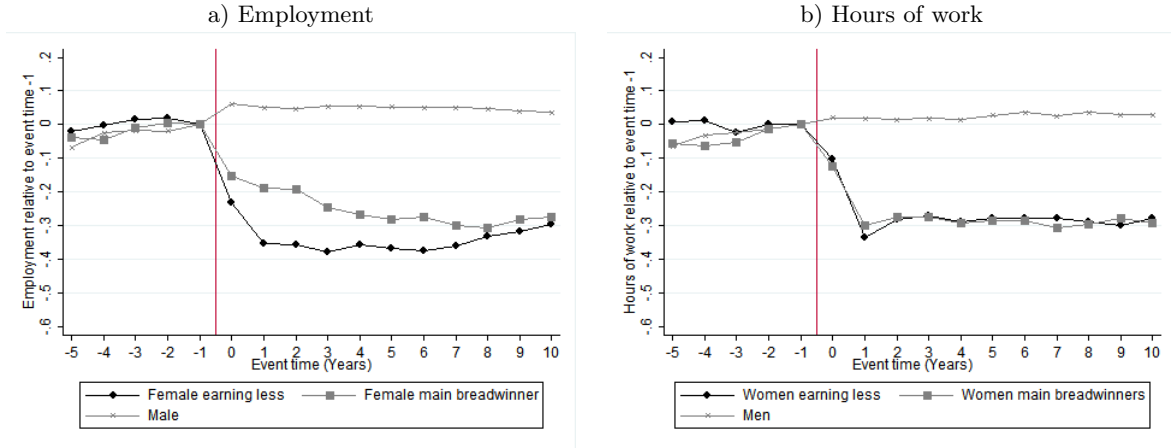 a) Employment
b) Hours of work
Employment relative to event time -1
.2
.1
0
-.1
-.2
-.3
-.4
-.5
-.6
-5 -4 -3 -2 -1 0 1 2 3 4 5 6 7 8 9 10
Event time (Years)
Female earning less
Female main breadwinner
Male
Hours of work relative to event time -1
.2
.1
0
-.1
-.2
-.3
-.4
-.5
-.6
-5 -4 -3 -2 -1 0 1 2 3 4 5 6 7 8 9 10
Event time (Years)
Women earning less
Women main breadwinners
Men